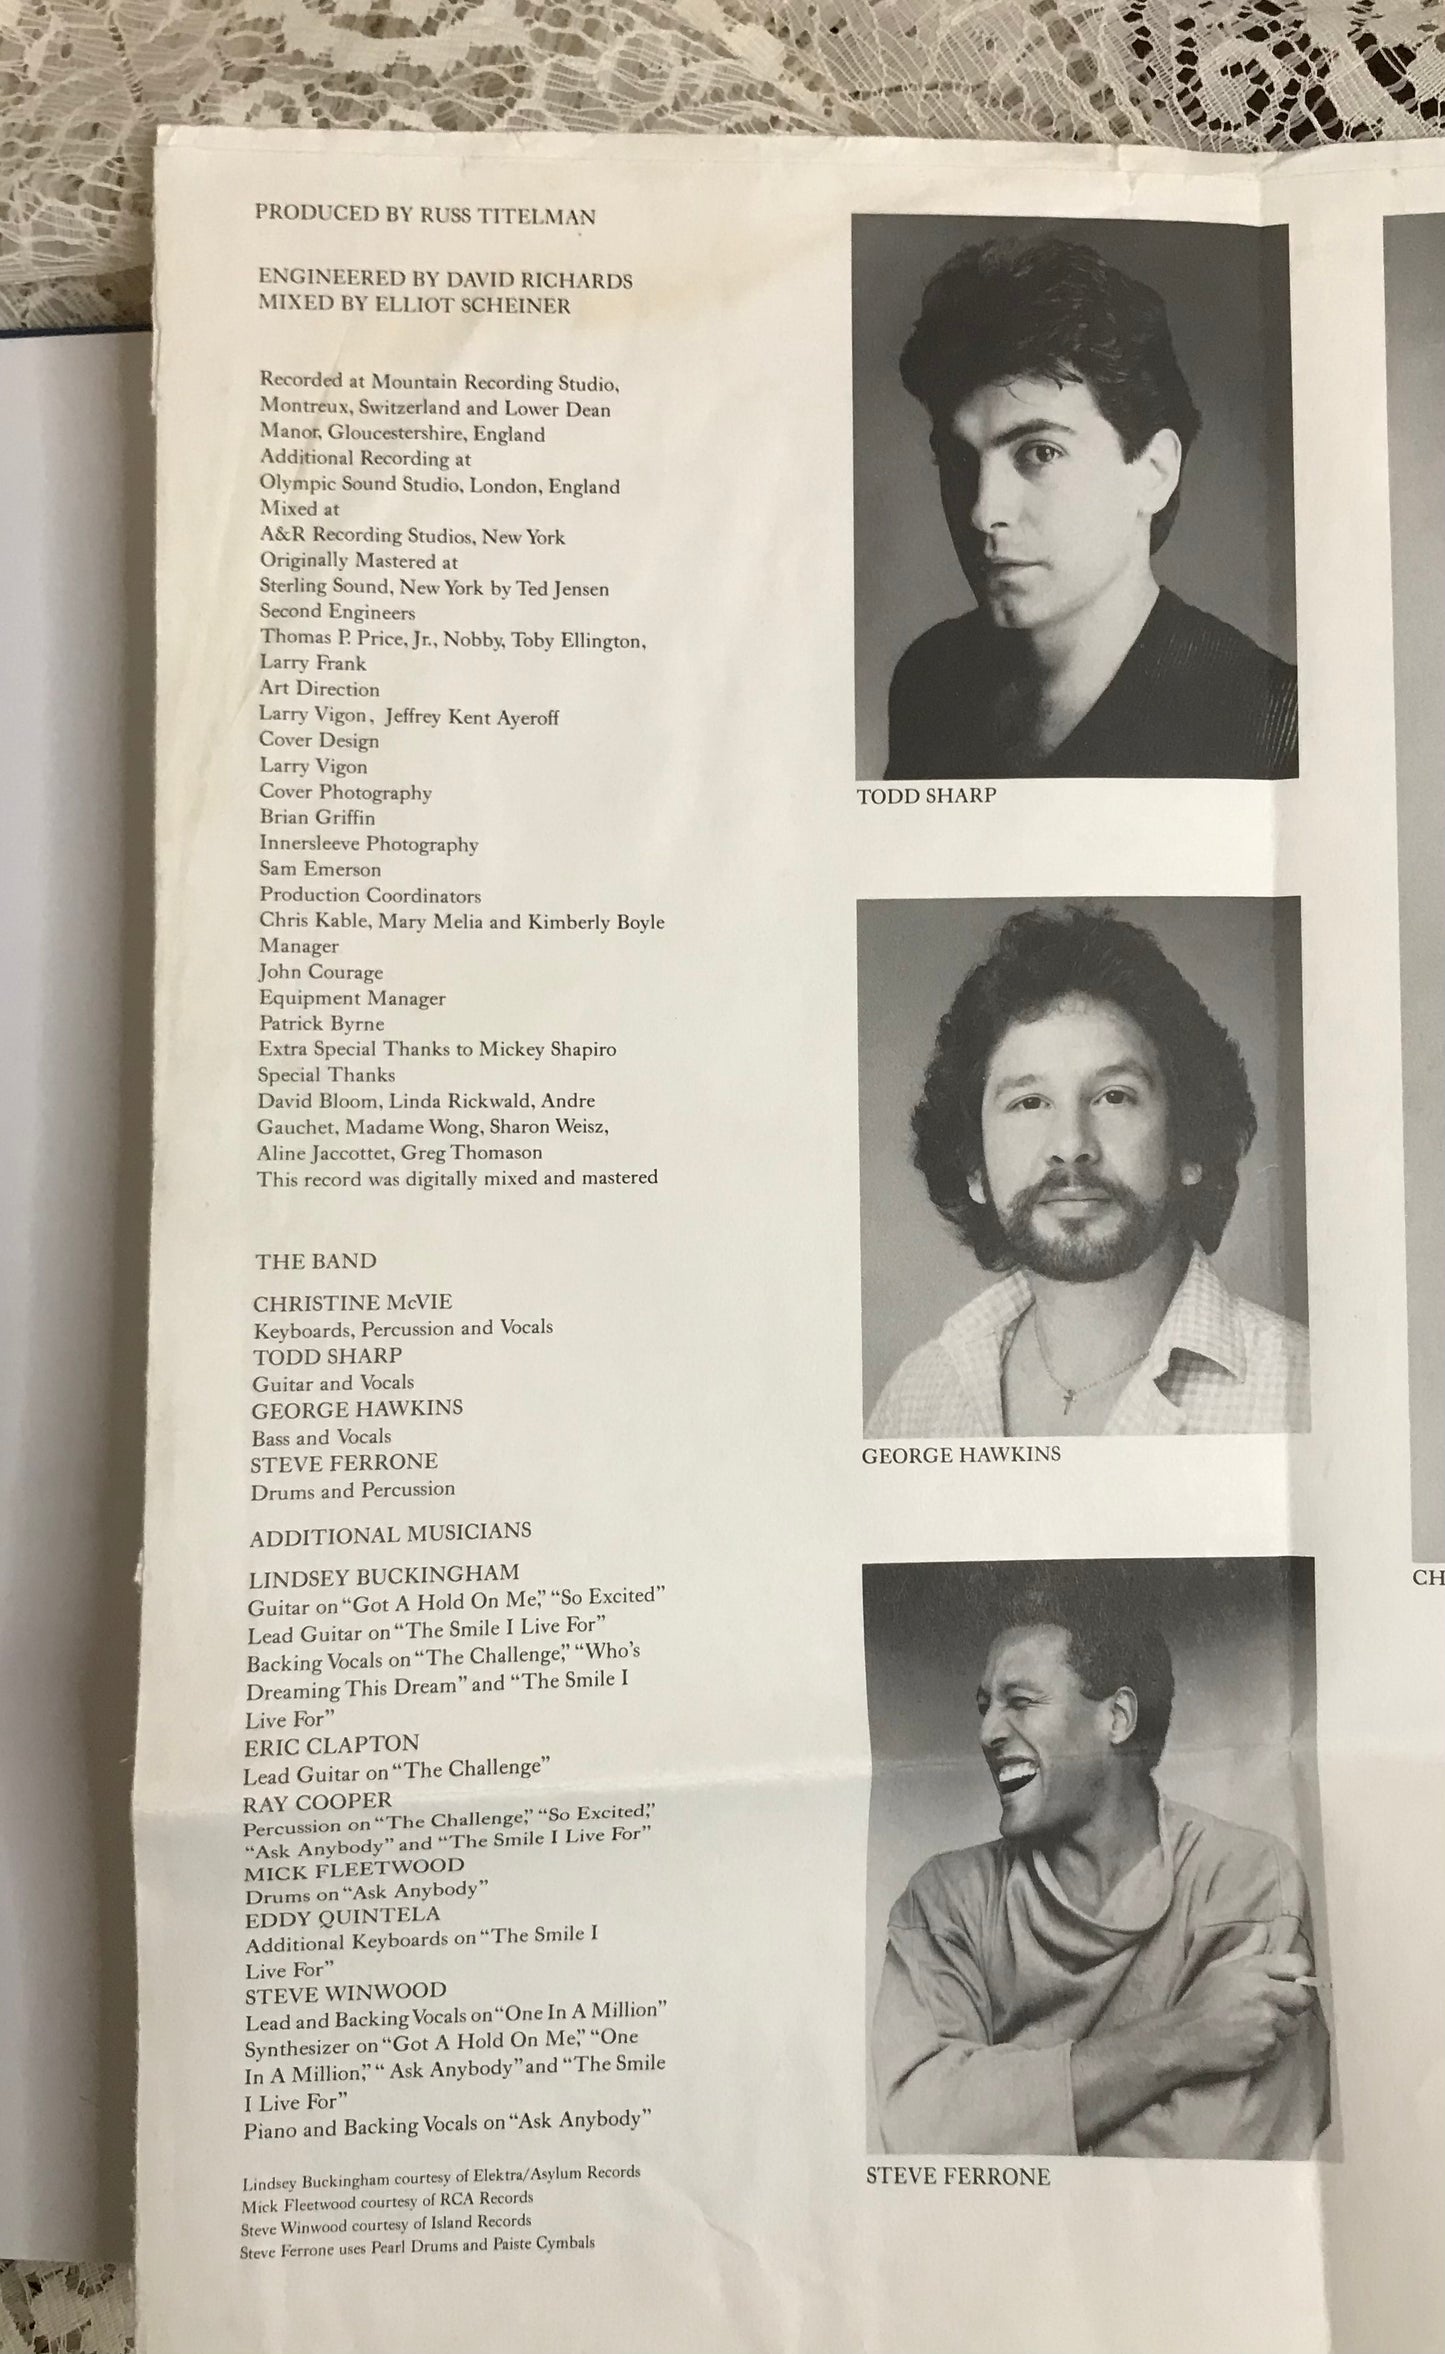 PRODUCED BY RUSS TITELMAN
ENGINEERED BY DAVID RICHARDS
MIXED BY ELLIOT SCHEINER
Recorded at Mountain Recording Studio,
Montreux, Switzerland and Lower Dean
Manor, Gloucestershire, England
Additional Recording at
Olympic Sound Studio, London, England
Mixed at
A&R Recording Studios, New York
Originally Mastered at
Sterling Sound, New York by Ted Jensen
Second Engineers
Thomas P. Price, Jr., Nobby, Toby Ellington,
Larry Frank
Art Direction
Larry Vigon, Jeffrey Kent Ayeroff
Cover Design
Larry Vigon
Cover Photography
Brian Griffin
Innersleeve Photography
Sam Emerson
Production Coordinators
Chris Kable, Mary Melia and Kimberly Boyle
Manager
John Courage
Equipment Manager
Patrick Byrne
Extra Special Thanks to Mickey Shapiro
Special Thanks
David Bloom, Linda Rickwald, Andre
Gauchet, Madame Wong, Sharon Weisz,
Aline Jaccottet, Greg Thomason
This record was digitally mixed and mastered
THE BAND
CHRISTINE McVIE
Keyboards, Percussion and Vocals
TODD SHARP
Guitar and Vocals
GEORGE HAWKINS
Bass and Vocals
STEVE FERRONE
Drums and Percussion
ADDITIONAL MUSICIANS
LINDSEY BUCKINGHAM
Guitar on “Got A Hold On Me,” “So Excited”
Lead Guitar on “The Smile I Live For”
Backing Vocals on “The Challenge,” “Who’s
Dreaming This Dream” and “The Smile I
Live For”
ERIC CLAPTON
Lead Guitar on “The Challenge”
RAY COOPER
Percussion on “The Challenge,” “So Excited,”
“Ask Anybody” and “The Smile I Live For”
MICK FLEETWOOD
Drums on “Ask Anybody”
EDDY QUINTELA
Additional Keyboards on “The Smile I
Live For”
STEVE WINWOOD
Lead and Backing Vocals on “One In A Million”
Synthesizer on “Got A Hold On Me,” “One
In A Million,” “Ask Anybody” and “The Smile
I Live For”
Piano and Backing Vocals on “Ask Anybody”
Lindsey Buckingham courtesy of Elektra/Asylum Records
Mick Fleetwood courtesy of RCA Records
Steve Winwood courtesy of Island Records
Steve Ferrone uses Pearl Drums and Paiste Cymbals
TODD SHARP
GEORGE HAWKINS
STEVE FERRONE
CH